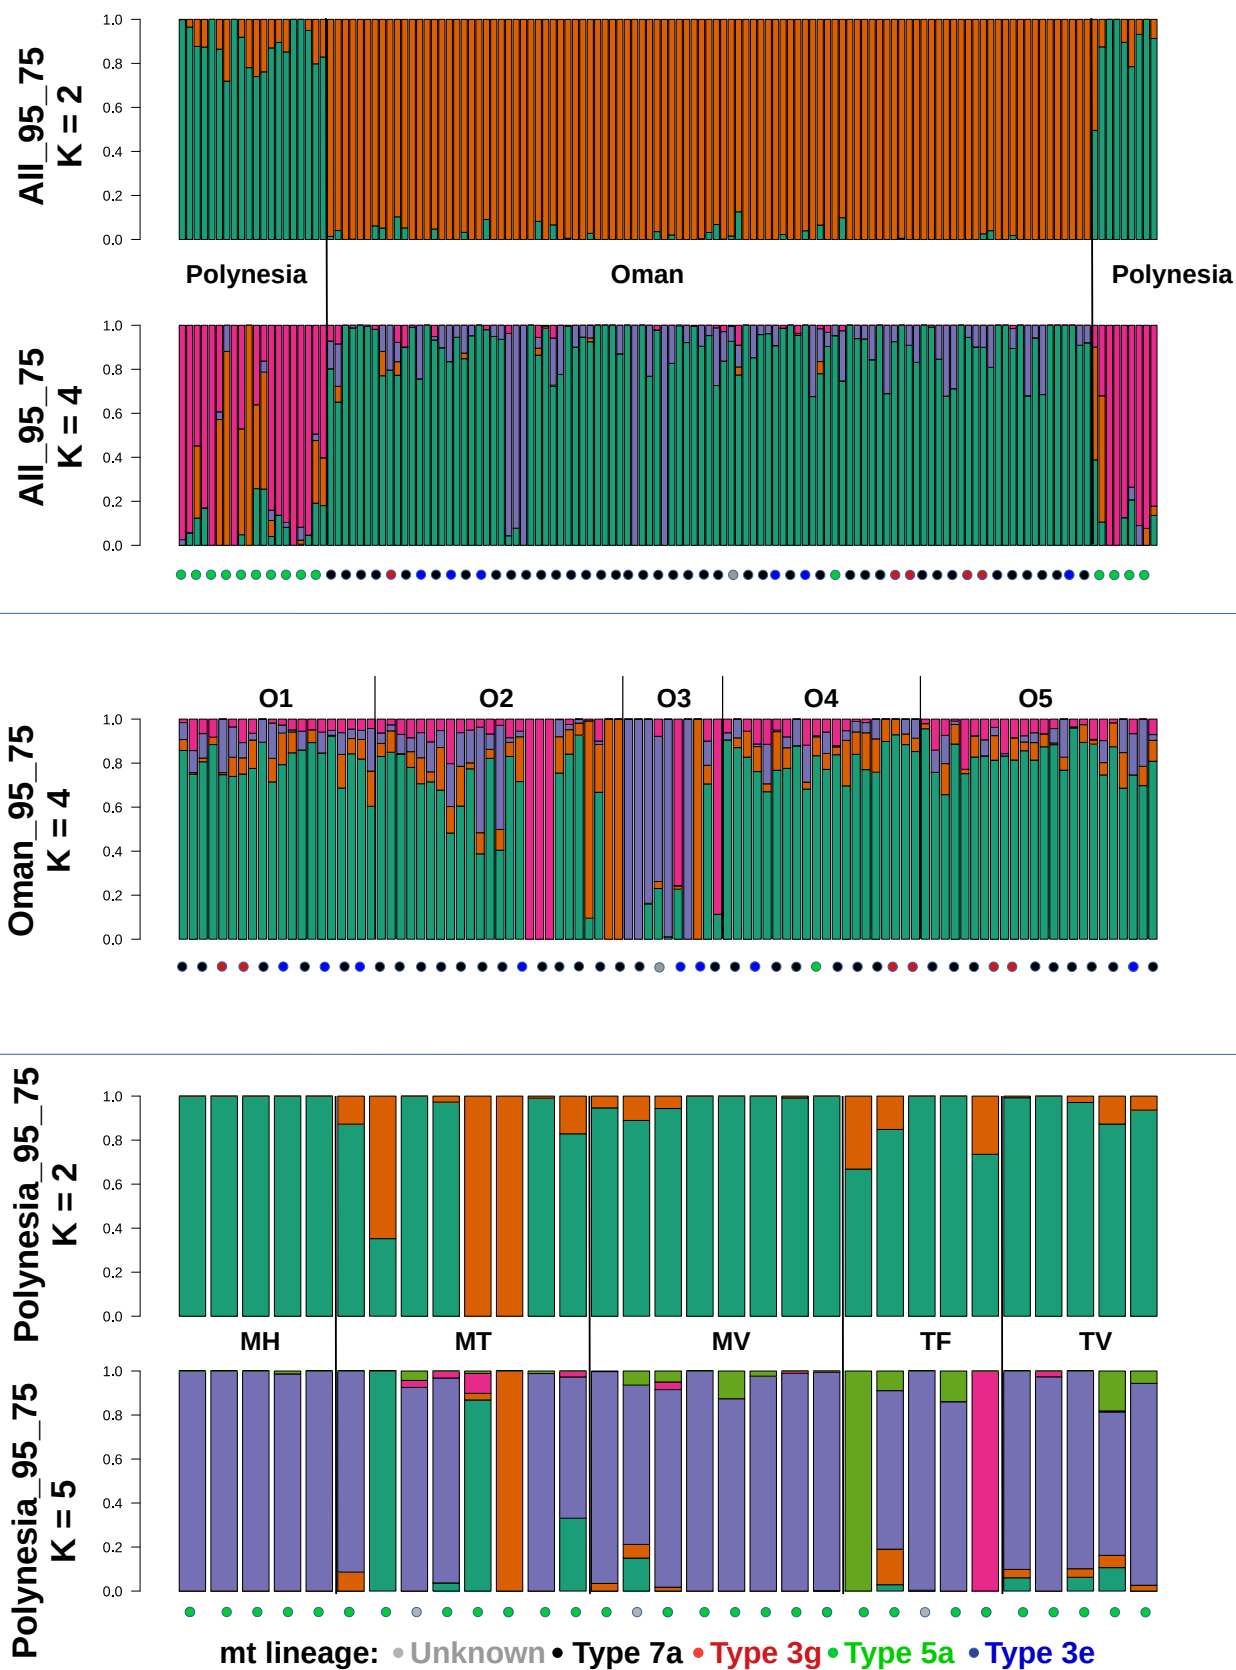 All_95_75
K = 2
1.0
0.8
0.6
0.4
0.2
0.0
Polynesia
Oman
Polynesia
All_95_75
K = 4
1.0
0.8
0.6
0.4
0.2
0.0
O1
O2
O3
O4
O5
Oman_95_75
K = 4
1.0
0.8
0.6
0.4
0.2
0.0
Polynesia_95_75
K = 2
1.0
0.8
0.6
0.4
0.2
0.0
MH
MT
MV
TF
TV
Polynesia_95_75
K = 5
1.0
0.8
0.6
0.4
0.2
0.0
mt lineage: Unknown Type 7a Type 3g Type 5a Type 3e